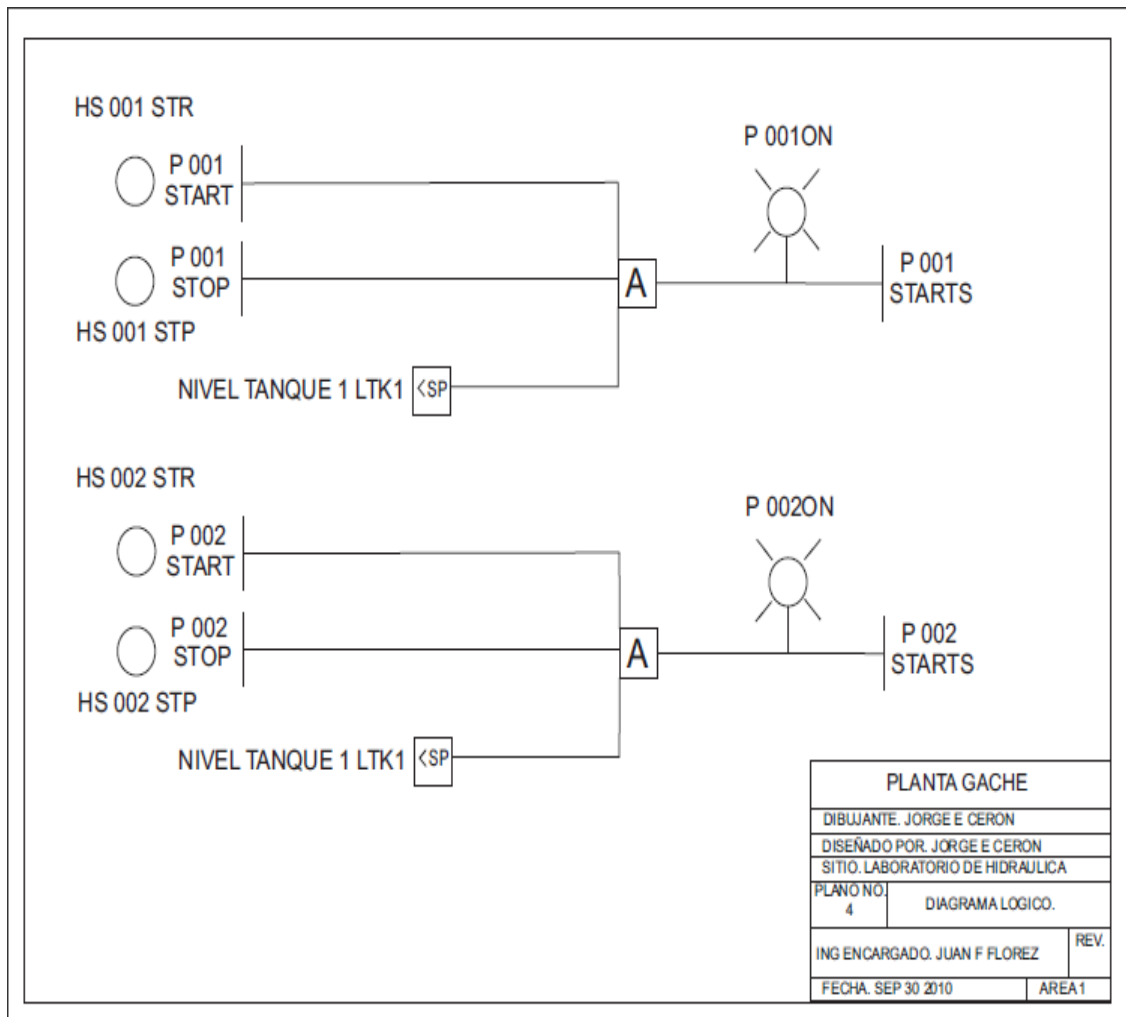 HS 001 STR
P 001
START
P 001
STOP
HS 001 STP
NIVEL TANQUE 1 LTK1 <SP
A
P 001ON
P 001
STARTS
HS 002 STR
P 002
START
P 002
STOP
HS 002 STP
NIVEL TANQUE 1 LTK1 <SP
A
P 002ON
P 002
STARTS
PLANTA GACHE
DIBUJANTE. JORGE E CERON
DISEÑADO POR. JORGE E CERON
SITIO. LABORATORIO DE HIDRAULICA
PLANO NO.
4
DIAGRAMA LOGICO.
ING ENCARGADO. JUAN F FLOREZ
REV.
FECHA. SEP 30 2010
AREA1